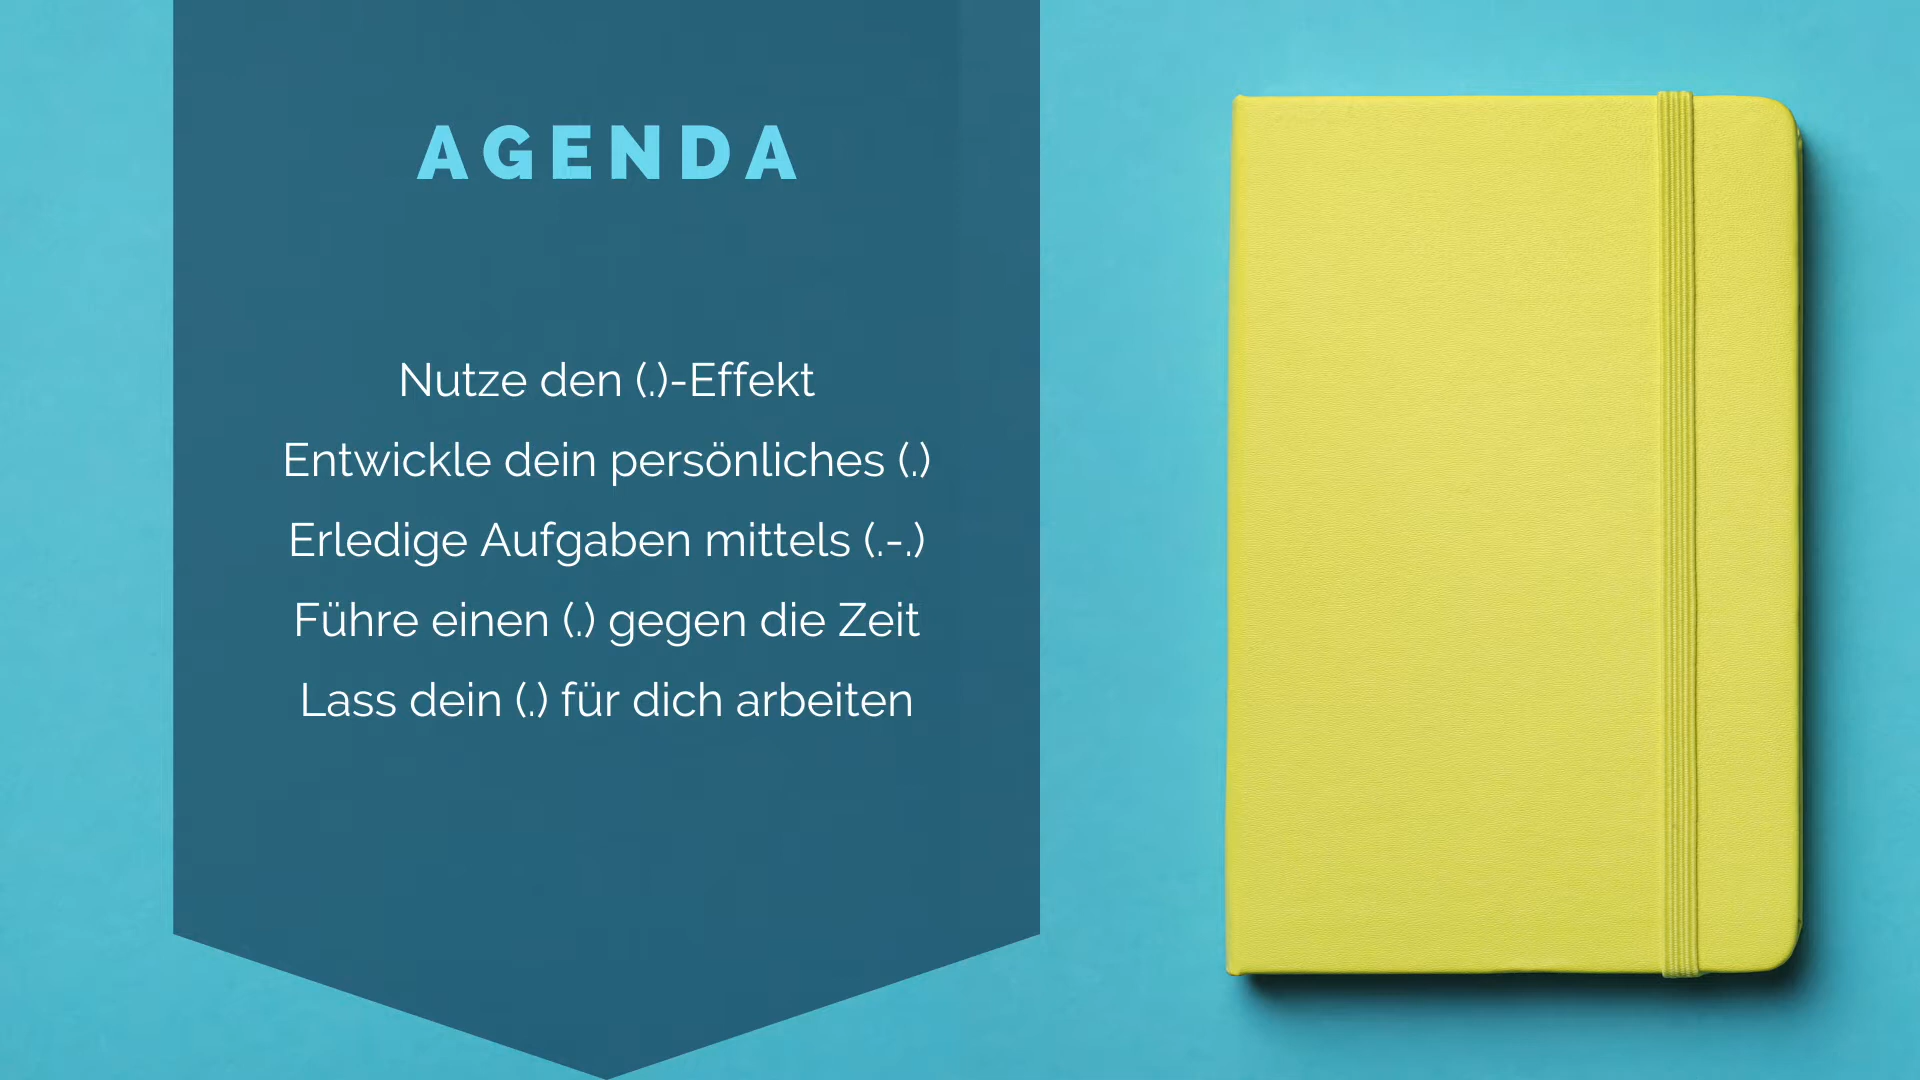 AGENDA
Nutze den (.)-Effekt
Entwickle dein persönliches (.)
Erledige Aufgaben mittels (.-.)
Führe einen (.) gegen die Zeit
Lass dein (.) für dich arbeiten